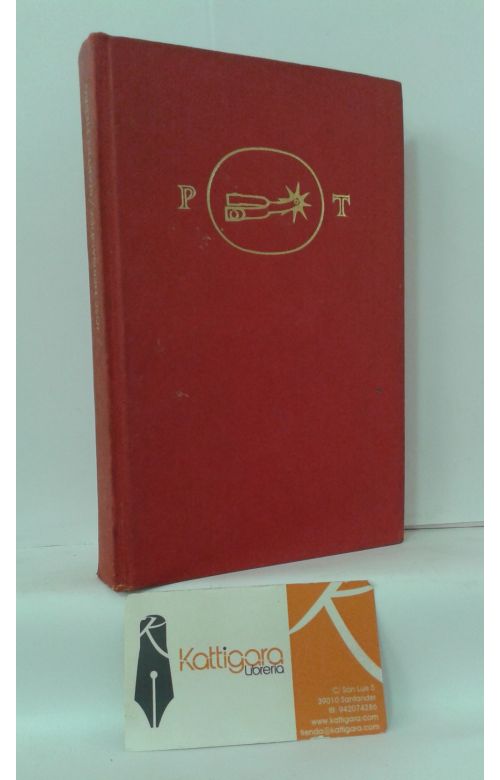 P T
K
Kattigara
Librería
C/ San Luis 5
39010 Santander
tlf: 942074286
www.kattigara.com
tienda@kattigara.com